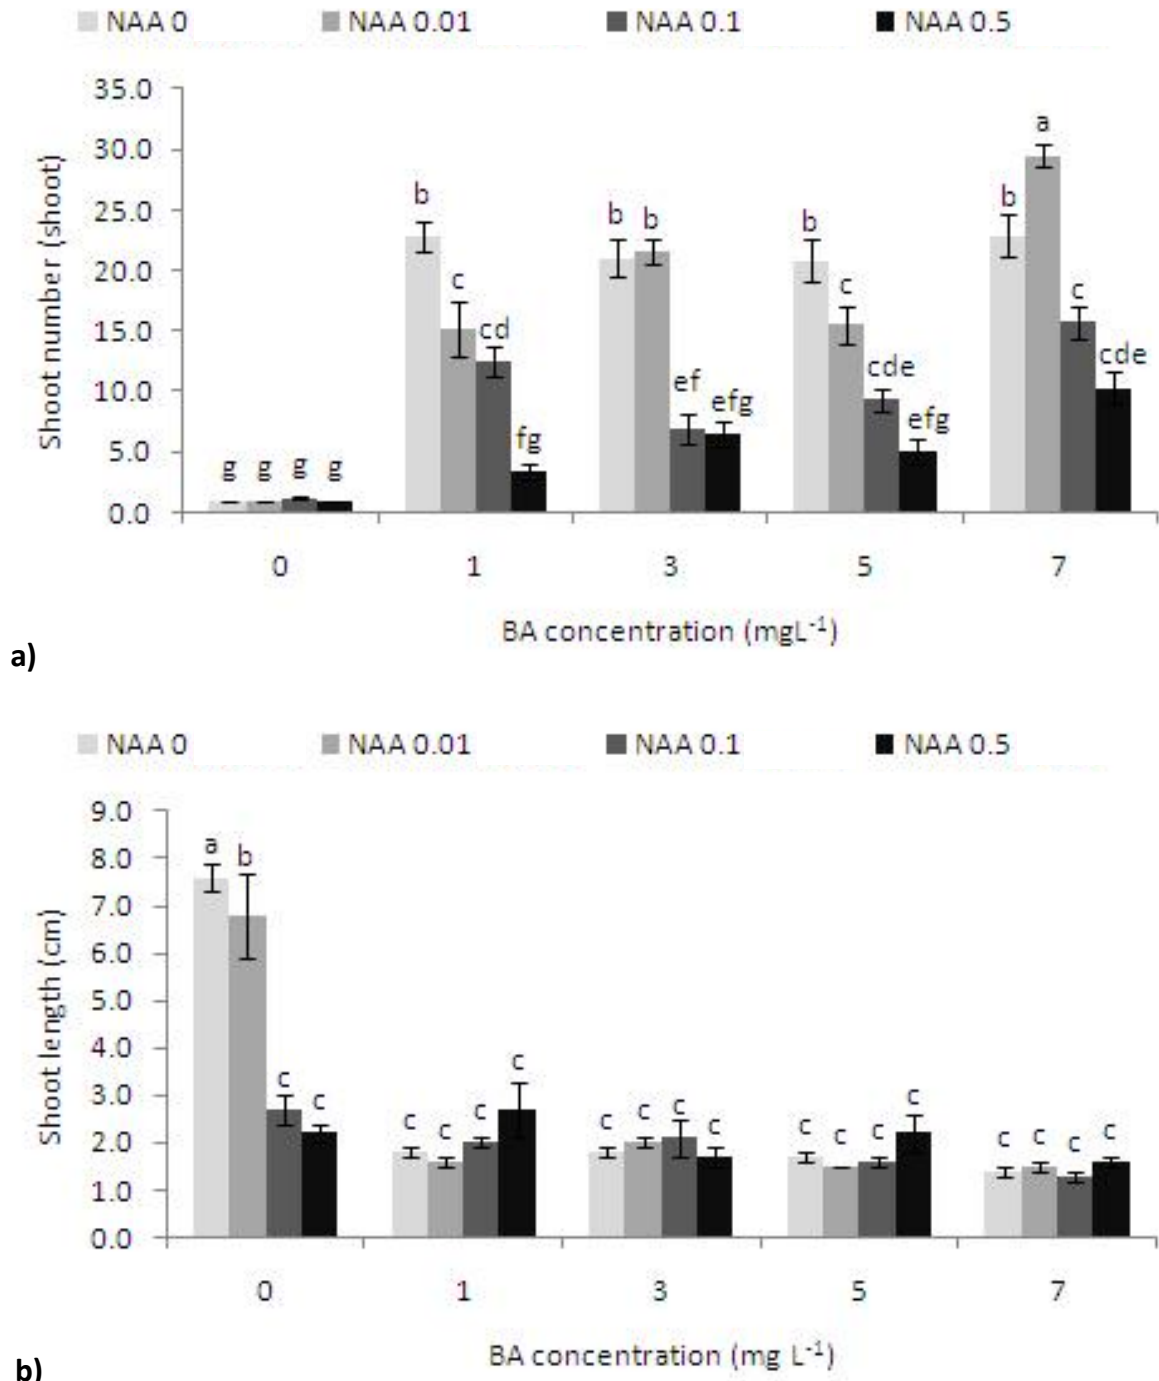 NAA 0 NAA 0.01 NAA 0.1 NAA 0.5
35.0
30.0
25.0
20.0
15.0
10.0
5.0
0.0
Shoot number (shoot)
g g g g
b c cd fg
b b ef efg
b c cde efg
b a c cde
0 1 3 5 7
BA concentration (mgL⁻¹)
a)
NAA 0 NAA 0.01 NAA 0.1 NAA 0.5
9.0
8.0
7.0
6.0
5.0
4.0
3.0
2.0
1.0
0.0
Shoot length (cm)
a b c c
c c c c
c c c c
c c c c
c c c c
0 1 3 5 7
BA concentration (mg L⁻¹)
b)